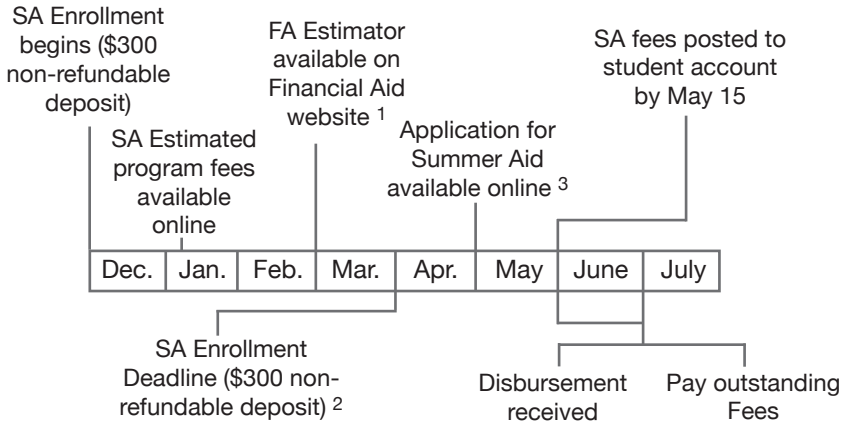 SA Enrollment
begins ($300
non-refundable
deposit)
SA Estimated
program fees
available
online
FA Estimator
available on
Financial Aid
website 1
Application for
Summer Aid
available online 3
SA fees posted to
student account
by May 15
Dec. Jan. Feb. Mar. Apr. May June July
SA Enrollment
Deadline ($300 non-
refundable deposit) 2
Disbursement
received
Pay outstanding
Fees